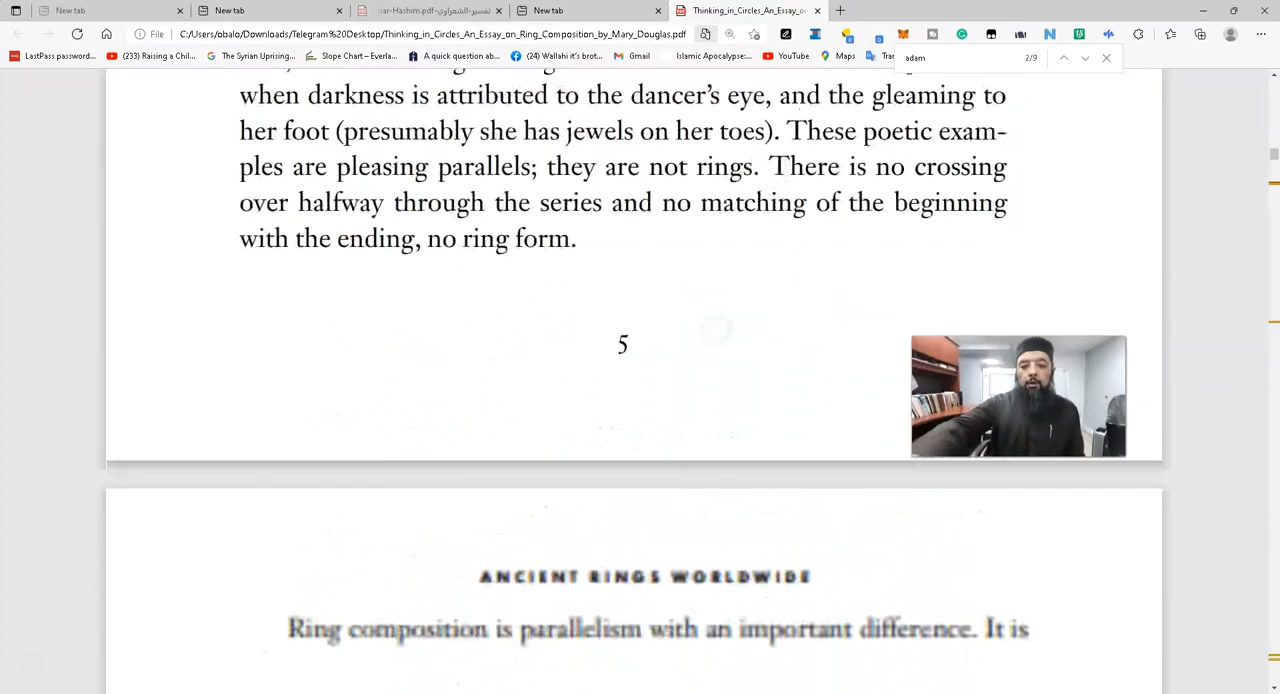 New tab
New tab
nar-Hashim.pdf-تفسير-الشعراوي
New tab
Thinking_in_Circles_An_Essay_on
File
C:/Users/obalo/Downloads/Telegram%20Desktop/Thinking_in_Circles_An_Essay_on_Ring_Composition_by_Mary_Douglas.pdf
LastPass password...
(233) Raising bili...
The Syrian Uprising...
Slope Chart - Everla...
A quick question ab...
(24) Wallahi it's brot...
Gmail
Islamic Apocalypse:...
YouTube
Maps
adam
2/9
when darkness is attributed to the dancer's eye, and the gleaming to
her foot (presumably she has jewels on her toes). These poetic exam-
ples are pleasing parallels; they are not rings. There is no crossing
over halfway through the series and no matching of the beginning
with the ending, no ring form.
5
ANCIENT RINGS WORLDWIDE
Ring composition is parallelism with an important difference. It is